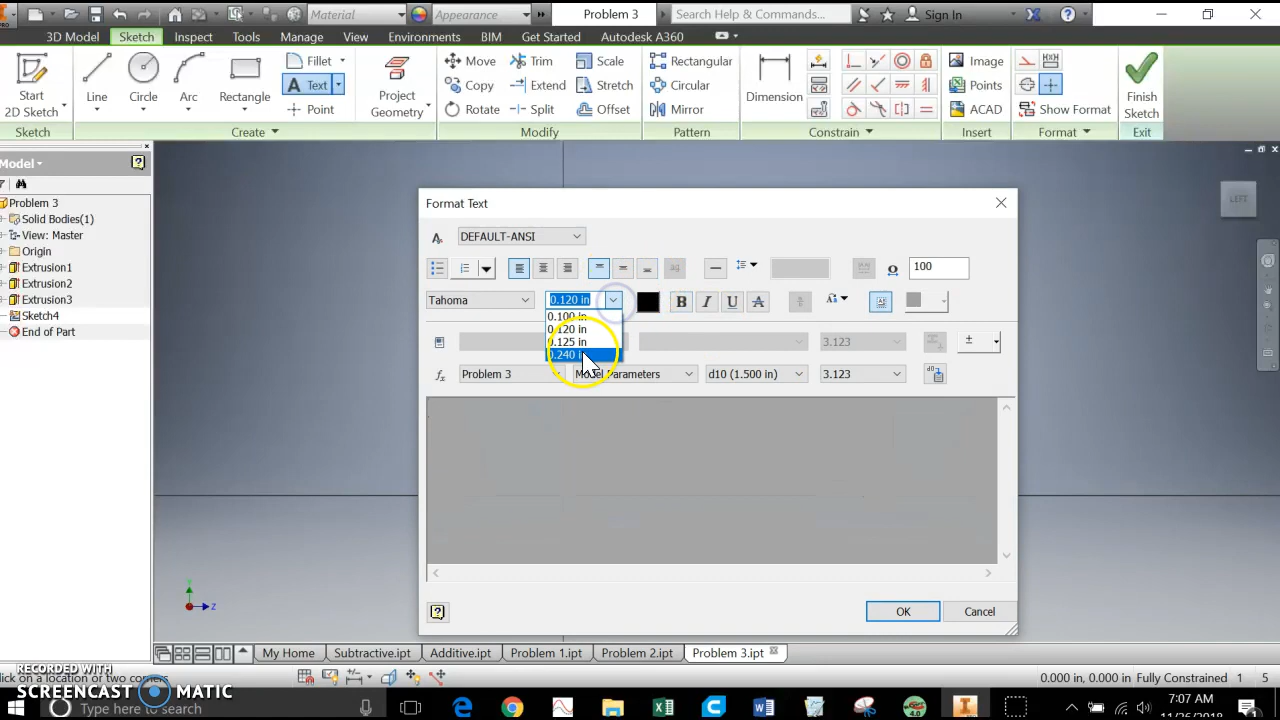 Material
Appearance
Problem 3
Search Help & Commands...
Sign In
PRO
3D Model
Sketch
Inspect
Tools
Manage
View
Environments
BIM
Get Started
Autodesk A360
Start
2D Sketch
Line
Circle
Arc
Rectangle
Fillet
Text
Point
Project
Geometry
Move
Copy
Rotate
Trim
Extend
Split
Scale
Stretch
Offset
Rectangular
Circular
Mirror
Dimension
Image
Points
ACAD
Show Format
Finish
Sketch
Sketch
Create
Modify
Pattern
Constrain
Insert
Format
Exit
Model
Problem 3
Solid Bodies(1)
View: Master
Origin
Extrusion1
Extrusion2
Extrusion3
Sketch4
End of Part
LEFT
Format Text
DEFAULT-ANSI
100
Tahoma
0.120 in
B I U A
0.100 in
0.120 in
0.125 in
0.240 in
3.123
Problem 3
Model Parameters
d10 (1.500 in)
3.123
OK
Cancel
Y
Z
My Home
Subtractive.ipt
Additive.ipt
Problem 1.ipt
Problem 2.ipt
Problem 3.ipt
RECORDED WITH
SCREENCAST MATIC
click on a location or two corners
0.000 in, 0.000 in Fully Constrained 1 5
Type here to search
7:07 AM
11/26/2018